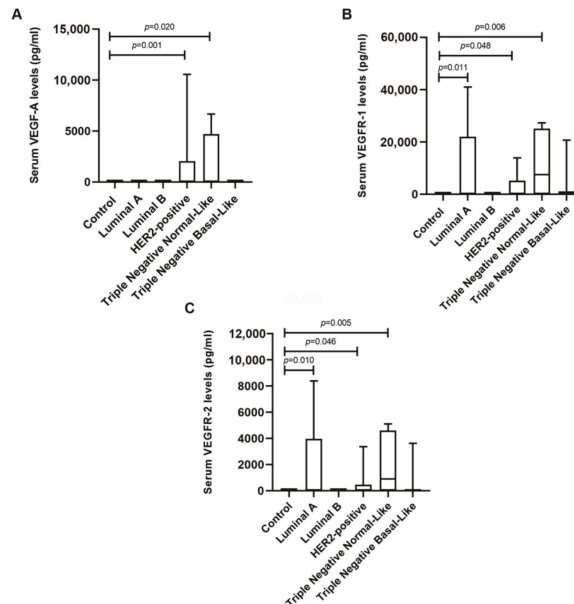 A
Serum VEGF-A levels (pg/ml)
15,000
10,000
5000
0
p=0.020
p=0.001
Control
Luminal A
Luminal B
HER2-positive
Triple Negative Normal-Like
Triple Negative Basal-Like
B
Serum VEGFR-1 levels (pg/ml)
60,000
40,000
20,000
0
p=0.006
p=0.048
p=0.011
Control
Luminal A
Luminal B
HER2-positive
Triple Negative Normal-Like
Triple Negative Basal-Like
C
Serum VEGFR-2 levels (pg/ml)
12,000
10,000
8000
6000
4000
2000
0
p=0.005
p=0.046
p=0.010
Control
Luminal A
Luminal B
HER2-positive
Triple Negative Normal-Like
Triple Negative Basal-Like